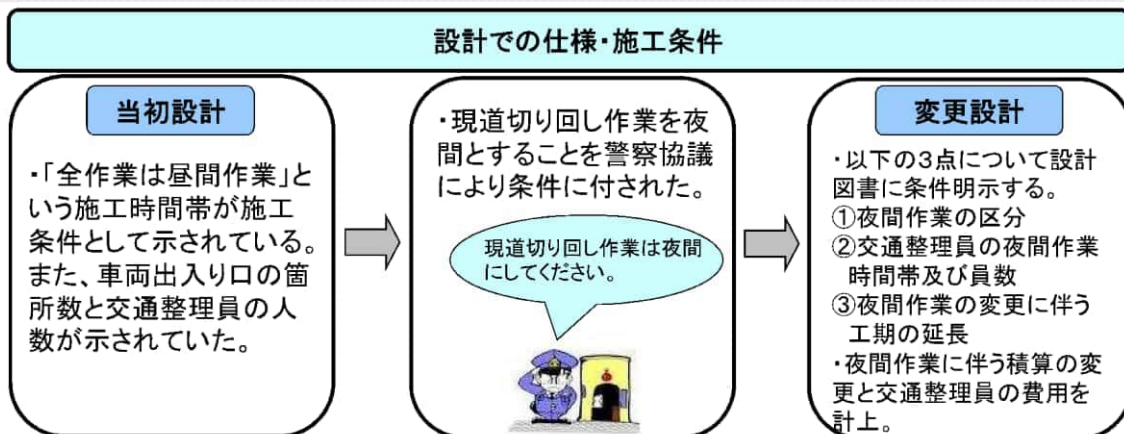 設計での仕様・施工条件
当初設計
・「全作業は昼間作業」と
いう施工時間帯が施工
条件として示されている。
また、車両出入り口の箇
所数と交通整理員の人
数が示されていた。
・現道切り回し作業を夜
間とすることを警察協議
により条件に付された。
現道切り回し作業は夜間
にしてください。
変更設計
・以下の3点について設計
図書に条件明示する。
①夜間作業の区分
②交通整理員の夜間作業
時間帯及び員数
③夜間作業の変更に伴う
工期の延長
・夜間作業に伴う積算の変
更と交通整理員の費用を
計上。